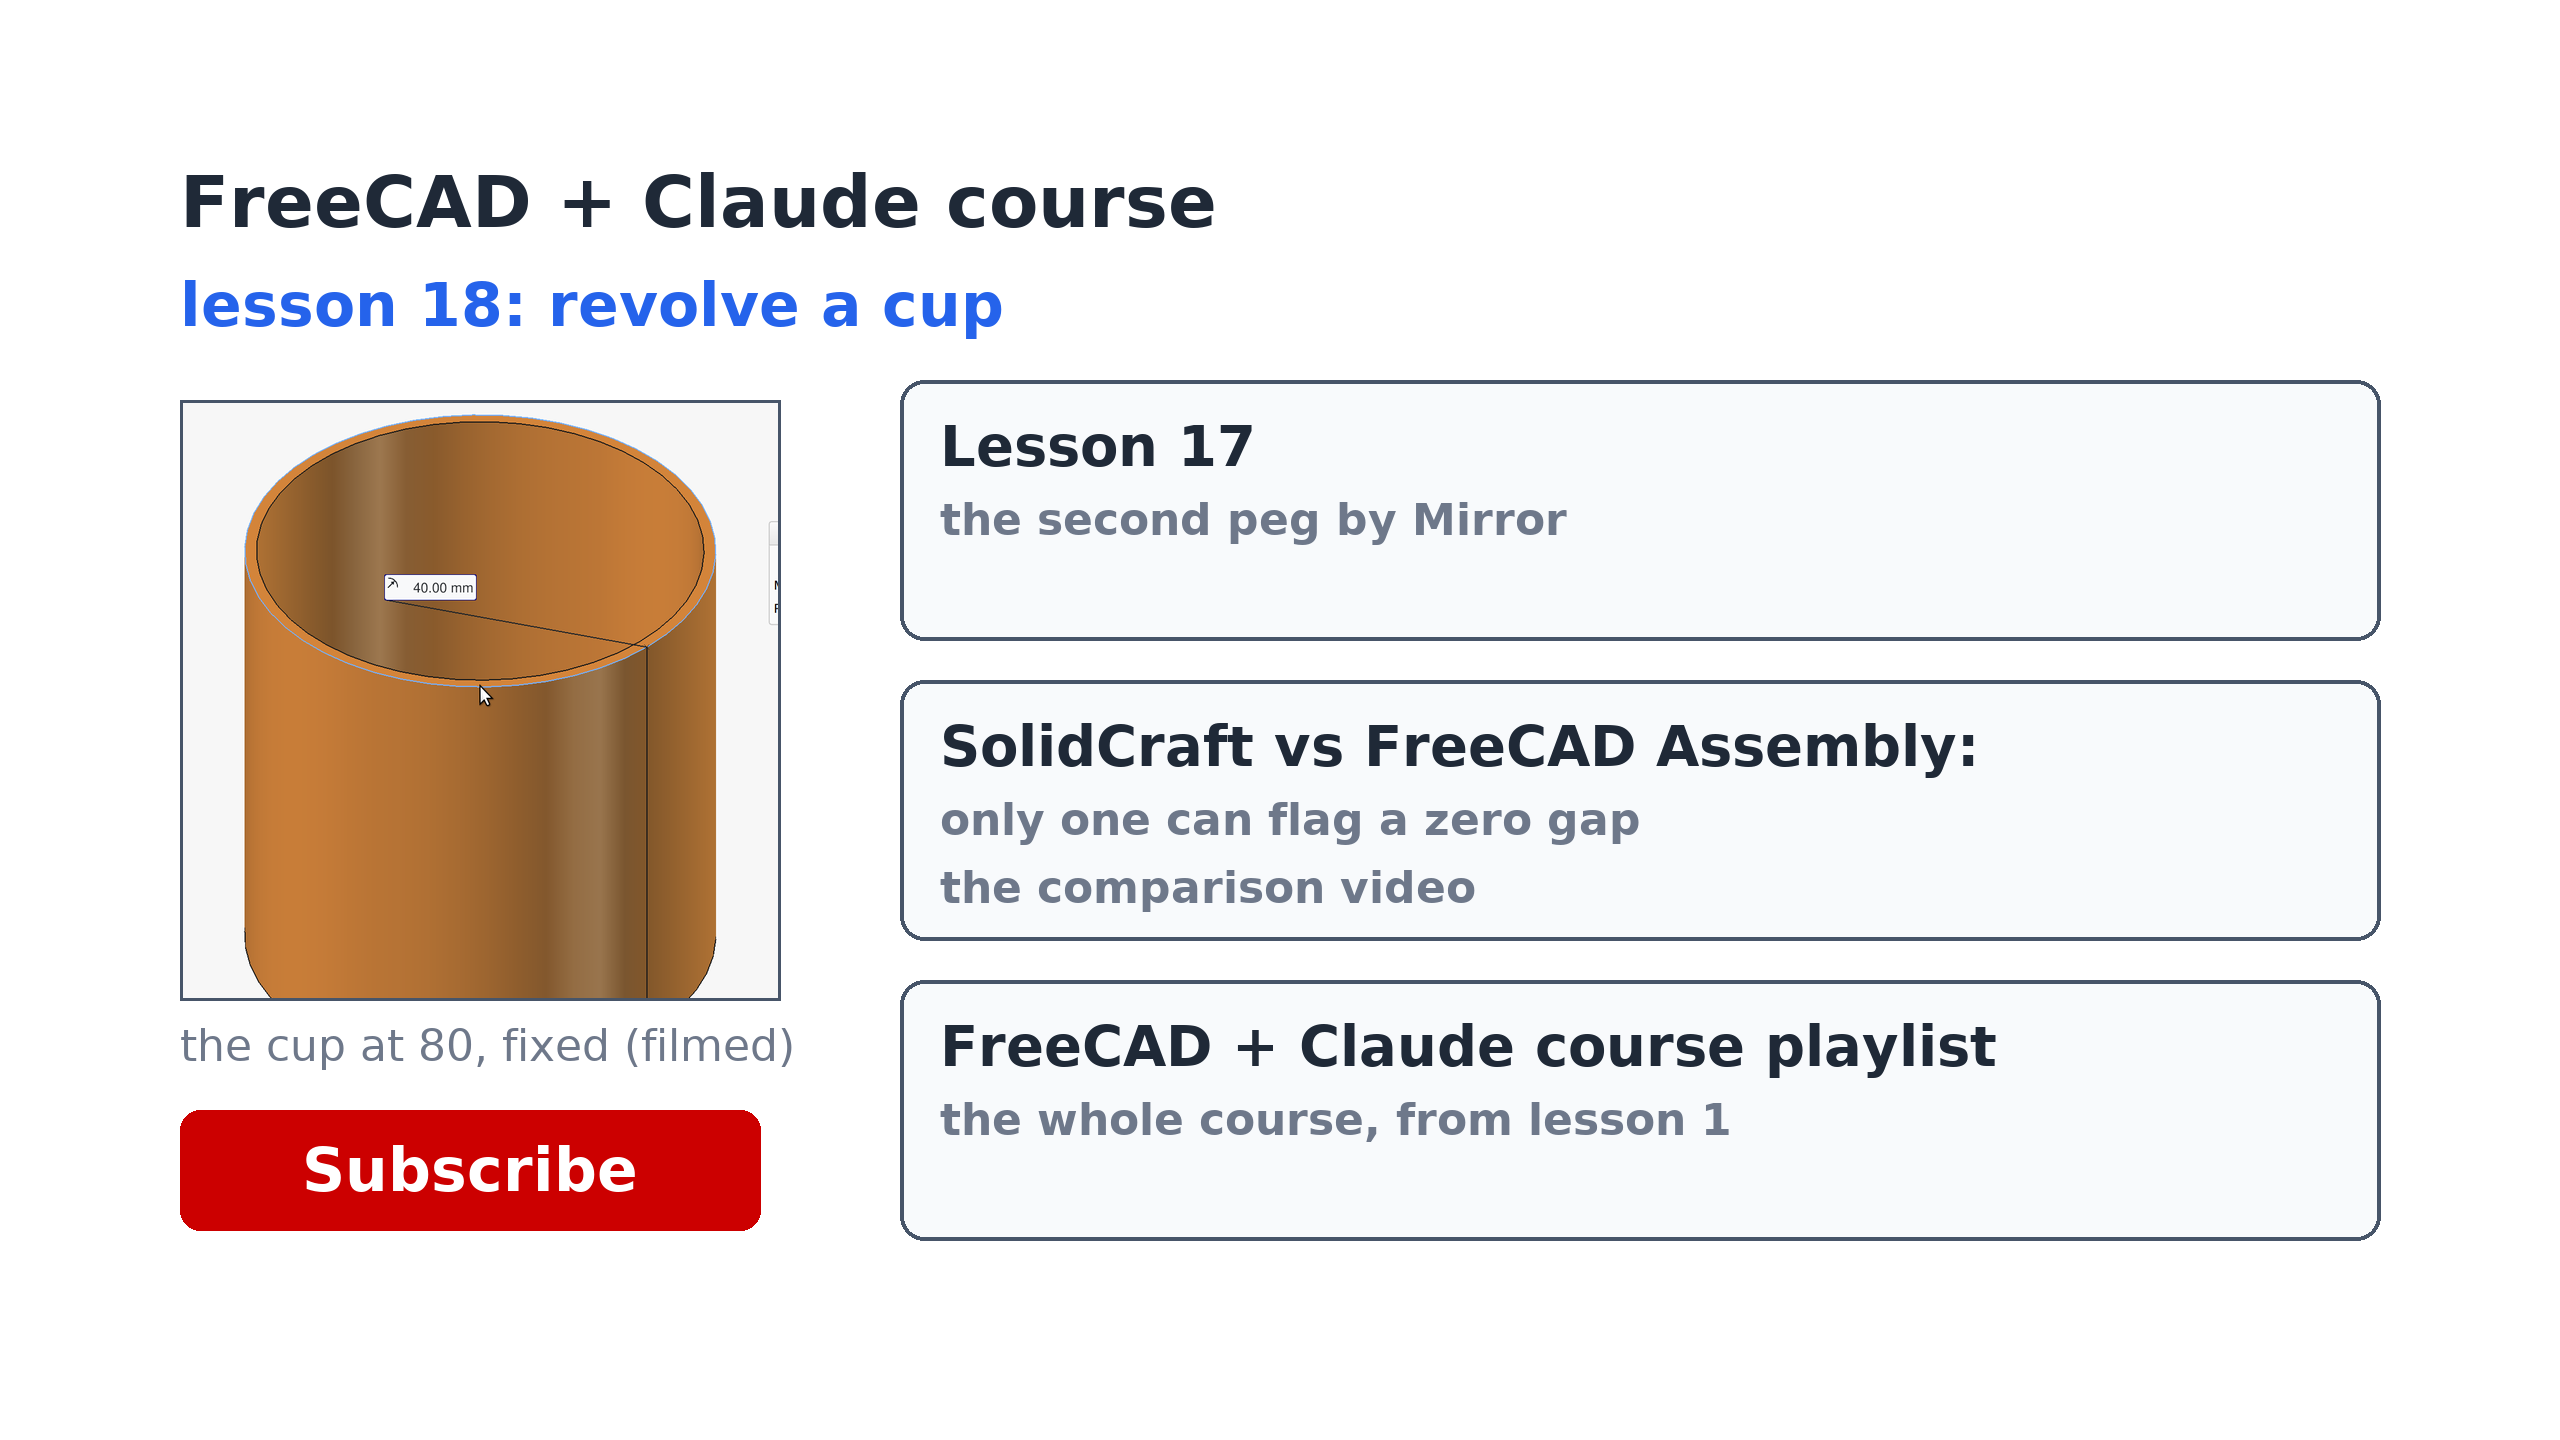 FreeCAD + Claude course
lesson 18: revolve a cup
40.00 mm
the cup at 80, fixed (filmed)
Subscribe
Lesson 17
the second peg by Mirror
SolidCraft vs FreeCAD Assembly:
only one can flag a zero gap
the comparison video
FreeCAD + Claude course playlist
the whole course, from lesson 1